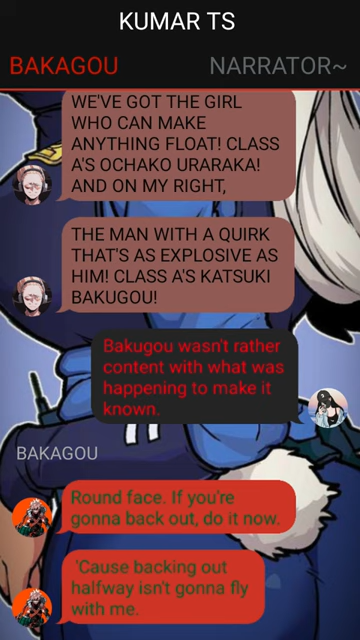 KUMAR TS
BAKAGOU NARRATOR~
WE'VE GOT THE GIRL
WHO CAN MAKE
ANYTHING FLOAT! CLASS
A'S OCHAKO URARAKA!
AND ON MY RIGHT,
THE MAN WITH A QUIRK
THAT'S AS EXPLOSIVE AS
HIM! CLASS A'S KATSUKI
BAKUGOU!
Bakugou wasn't rather
content with what was
happening to make it
known.
BAKAGOU
Round face. If you're
gonna back out, do it now.
'Cause backing out
halfway isn't gonna fly
with me.